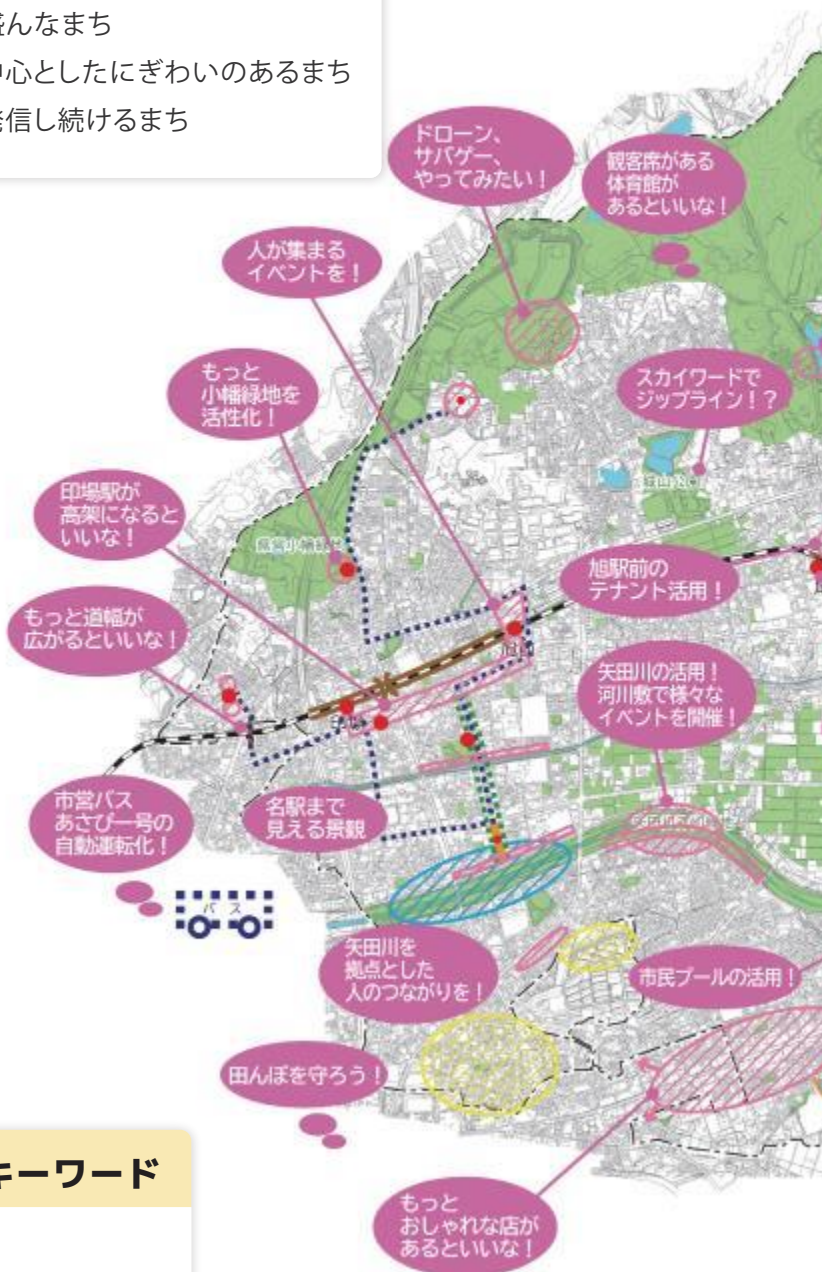 盛んなまち
中心としたにぎわいのあるまち
発信し続けるまち
ドローン、
サバゲー、
やってみたい！
観客席がある
体育館が
あるといいな！
人が集まる
イベントを！
もっと
小幡緑地を
活性化！
スカイワードで
ジップライン！？
印場駅が
高架になると
いいな！
旭駅前の
テナント活用！
もっと道幅が
広がるといいな！
矢田川の活用！
河川敷で様々な
イベントを開催！
市営バス
あさぴー号の
自動運転化！
名駅まで
見える景観
バス
矢田川を
拠点とした
人のつながりを！
市民プールの活用！
田んぼを守ろう！
キーワード
もっと
おしゃれな店が
あるといいな！